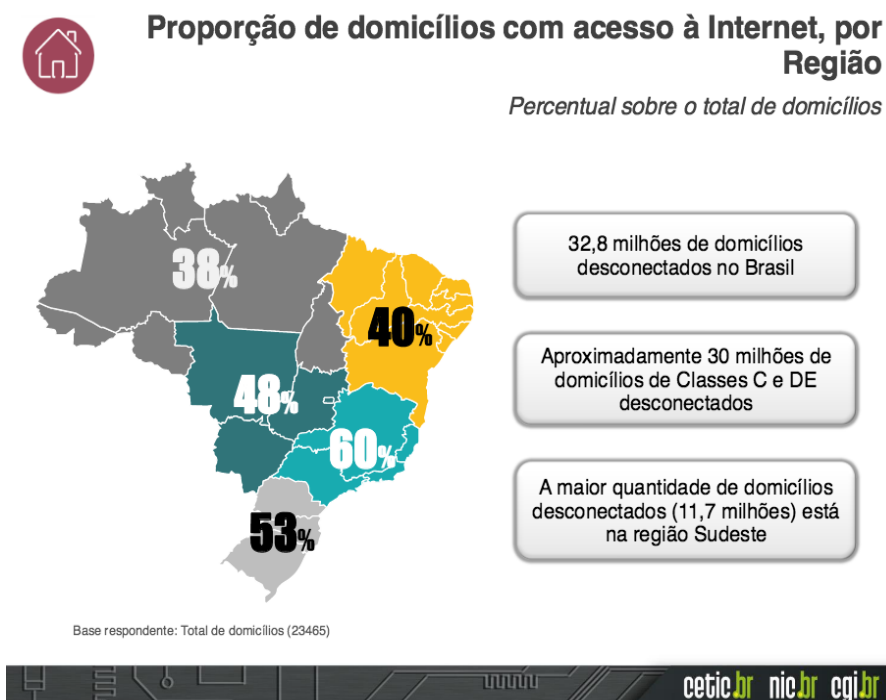 Proporção de domicílios com acesso à Internet, por
Região
Percentual sobre o total de domicílios
38%
40%
48%
60%
53%
32,8 milhões de domicílios
desconectados no Brasil
Aproximadamente 30 milhões de
domicílios de Classes C e DE
desconectados
A maior quantidade de domicílios
desconectados (11,7 milhões) está
na região Sudeste
Base respondente: Total de domicílios (23465)
cetic.br nic.br cgi.br